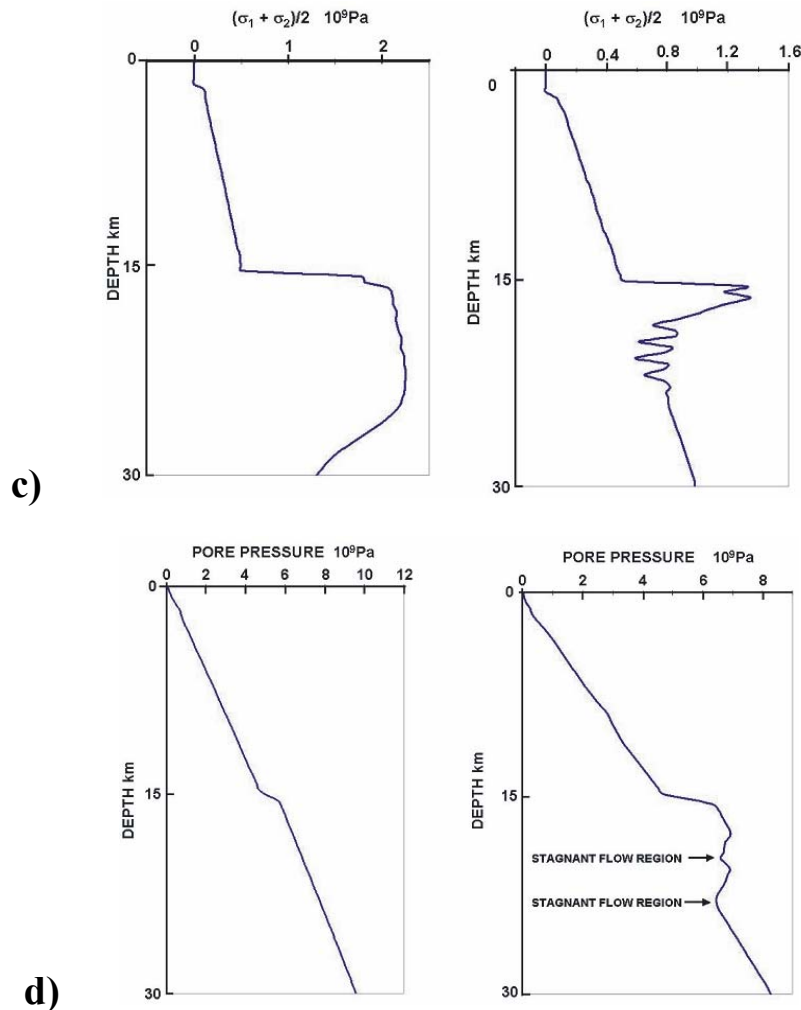 (σ₁ + σ₂)/2 10⁹Pa
0 1 2
0
15
30
DEPTH km
(σ₁ + σ₂)/2 10⁹Pa
0 0.4 0.8 1.2 1.6
0
15
30
DEPTH km
c)
PORE PRESSURE 10⁹Pa
0 2 4 6 8 10 12
0
15
30
DEPTH km
PORE PRESSURE 10⁹Pa
0 2 4 6 8
0
15
STAGNANT FLOW REGION
STAGNANT FLOW REGION
30
DEPTH km
d)